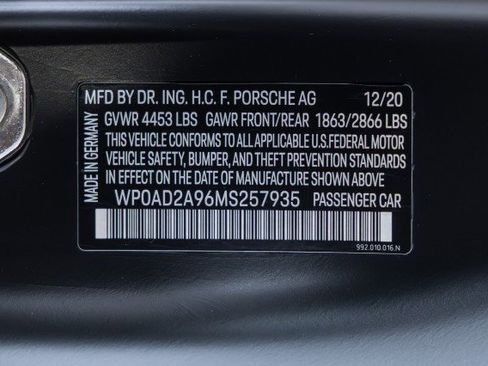 MFD BY DR. ING. H.C. F. PORSCHE AG 12/20
GVWR 4453 LBS GAWR FRONT/REAR 1863/2866 LBS
THIS VEHICLE CONFORMS TO ALL APPLICABLE U.S.FEDERAL MOTOR
VEHICLE SAFETY, BUMPER, AND THEFT PREVENTION STANDARDS
IN EFFECT ON THE DATE OF MANUFACTURE SHOWN ABOVE
WP0AD2A96MS257935 PASSENGER CAR
992.010.016.N
MADE IN GERMANY